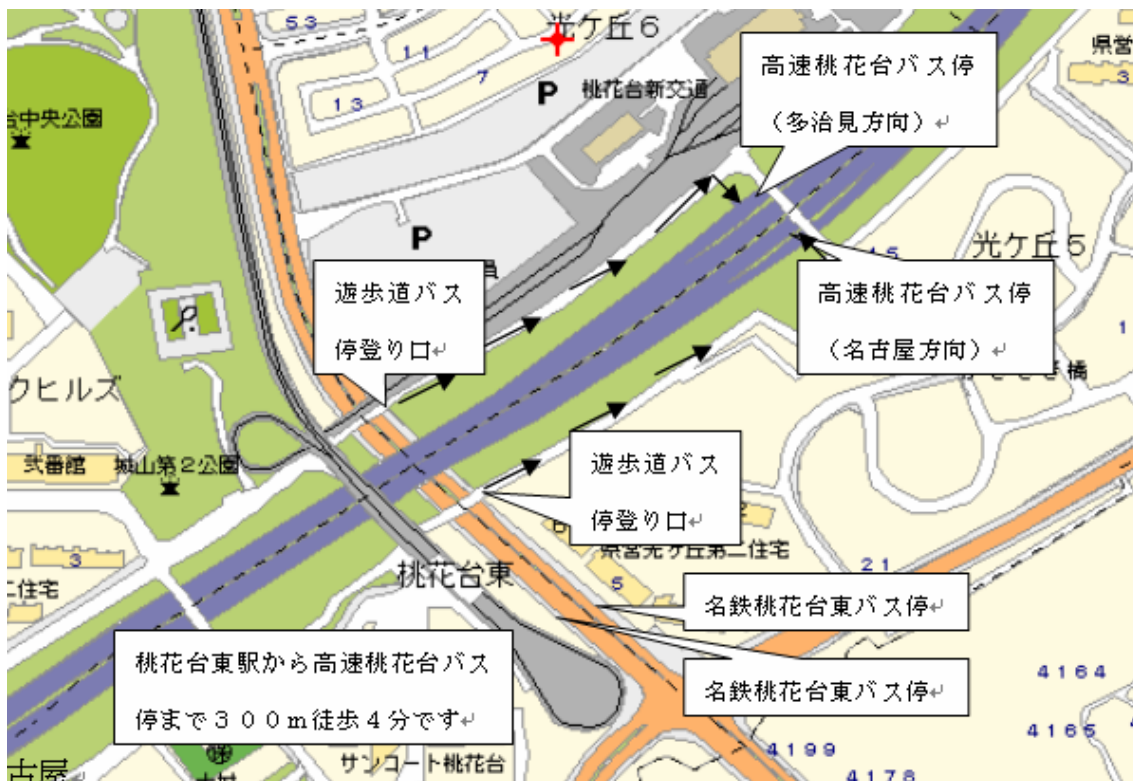 53
光ケ丘6
11
7
13
P
桃花台新交通
高速桃花台バス停
（多治見方向）↵
県営
3
台中央公園
P
員
15
光ケ丘5
遊歩道バス
停登り口↵
高速桃花台バス停
（名古屋方向）↵
1
クヒルズ
弐番館
城山第2公園
遊歩道バス
停登り口↵
3
二住宅
桃花台東
県営光ケ丘第二住宅
5
21
名鉄桃花台東バス停↵
名鉄桃花台東バス停↵
桃花台東駅から高速桃花台バス
停まで３００ｍ徒歩４分です↵
4164
4165
4199
4178
サンコート桃花台
古屋